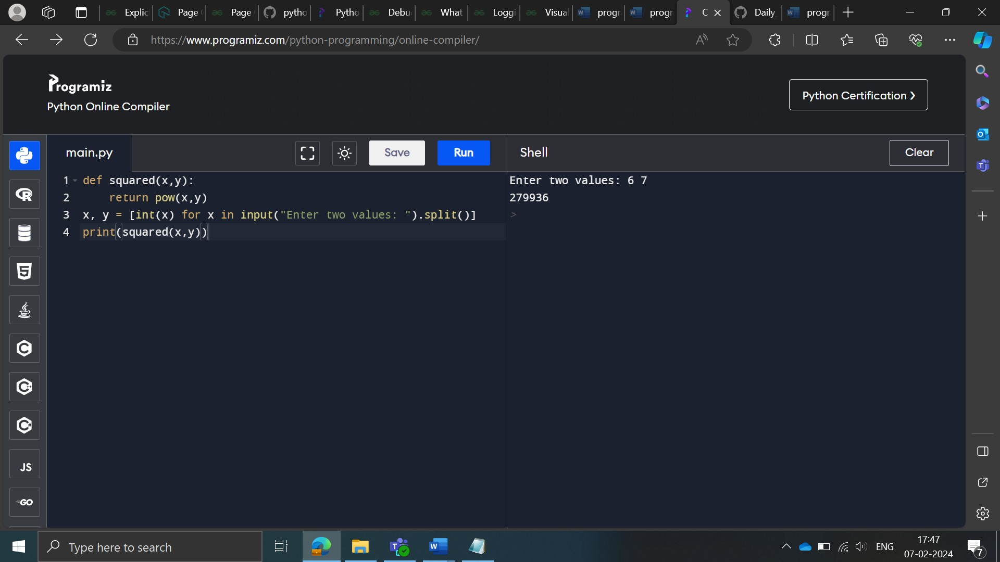 Explic
Page
Page
pytho
Pytho
Debu
What
Loggi
Visual
progr
progr
C
Daily_
progr
https://www.programiz.com/python-programming/online-compiler/
Programiz
Python Online Compiler
Python Certification ❯
main.py
Save
Run
Shell
Clear
1 def squared(x,y):
2     return pow(x,y)
3 x, y = [int(x) for x in input("Enter two values: ").split()]
4 print(squared(x,y))
Enter two values: 6 7
279936
>
JS
GO
Type here to search
ENG
17:47
07-02-2024
7